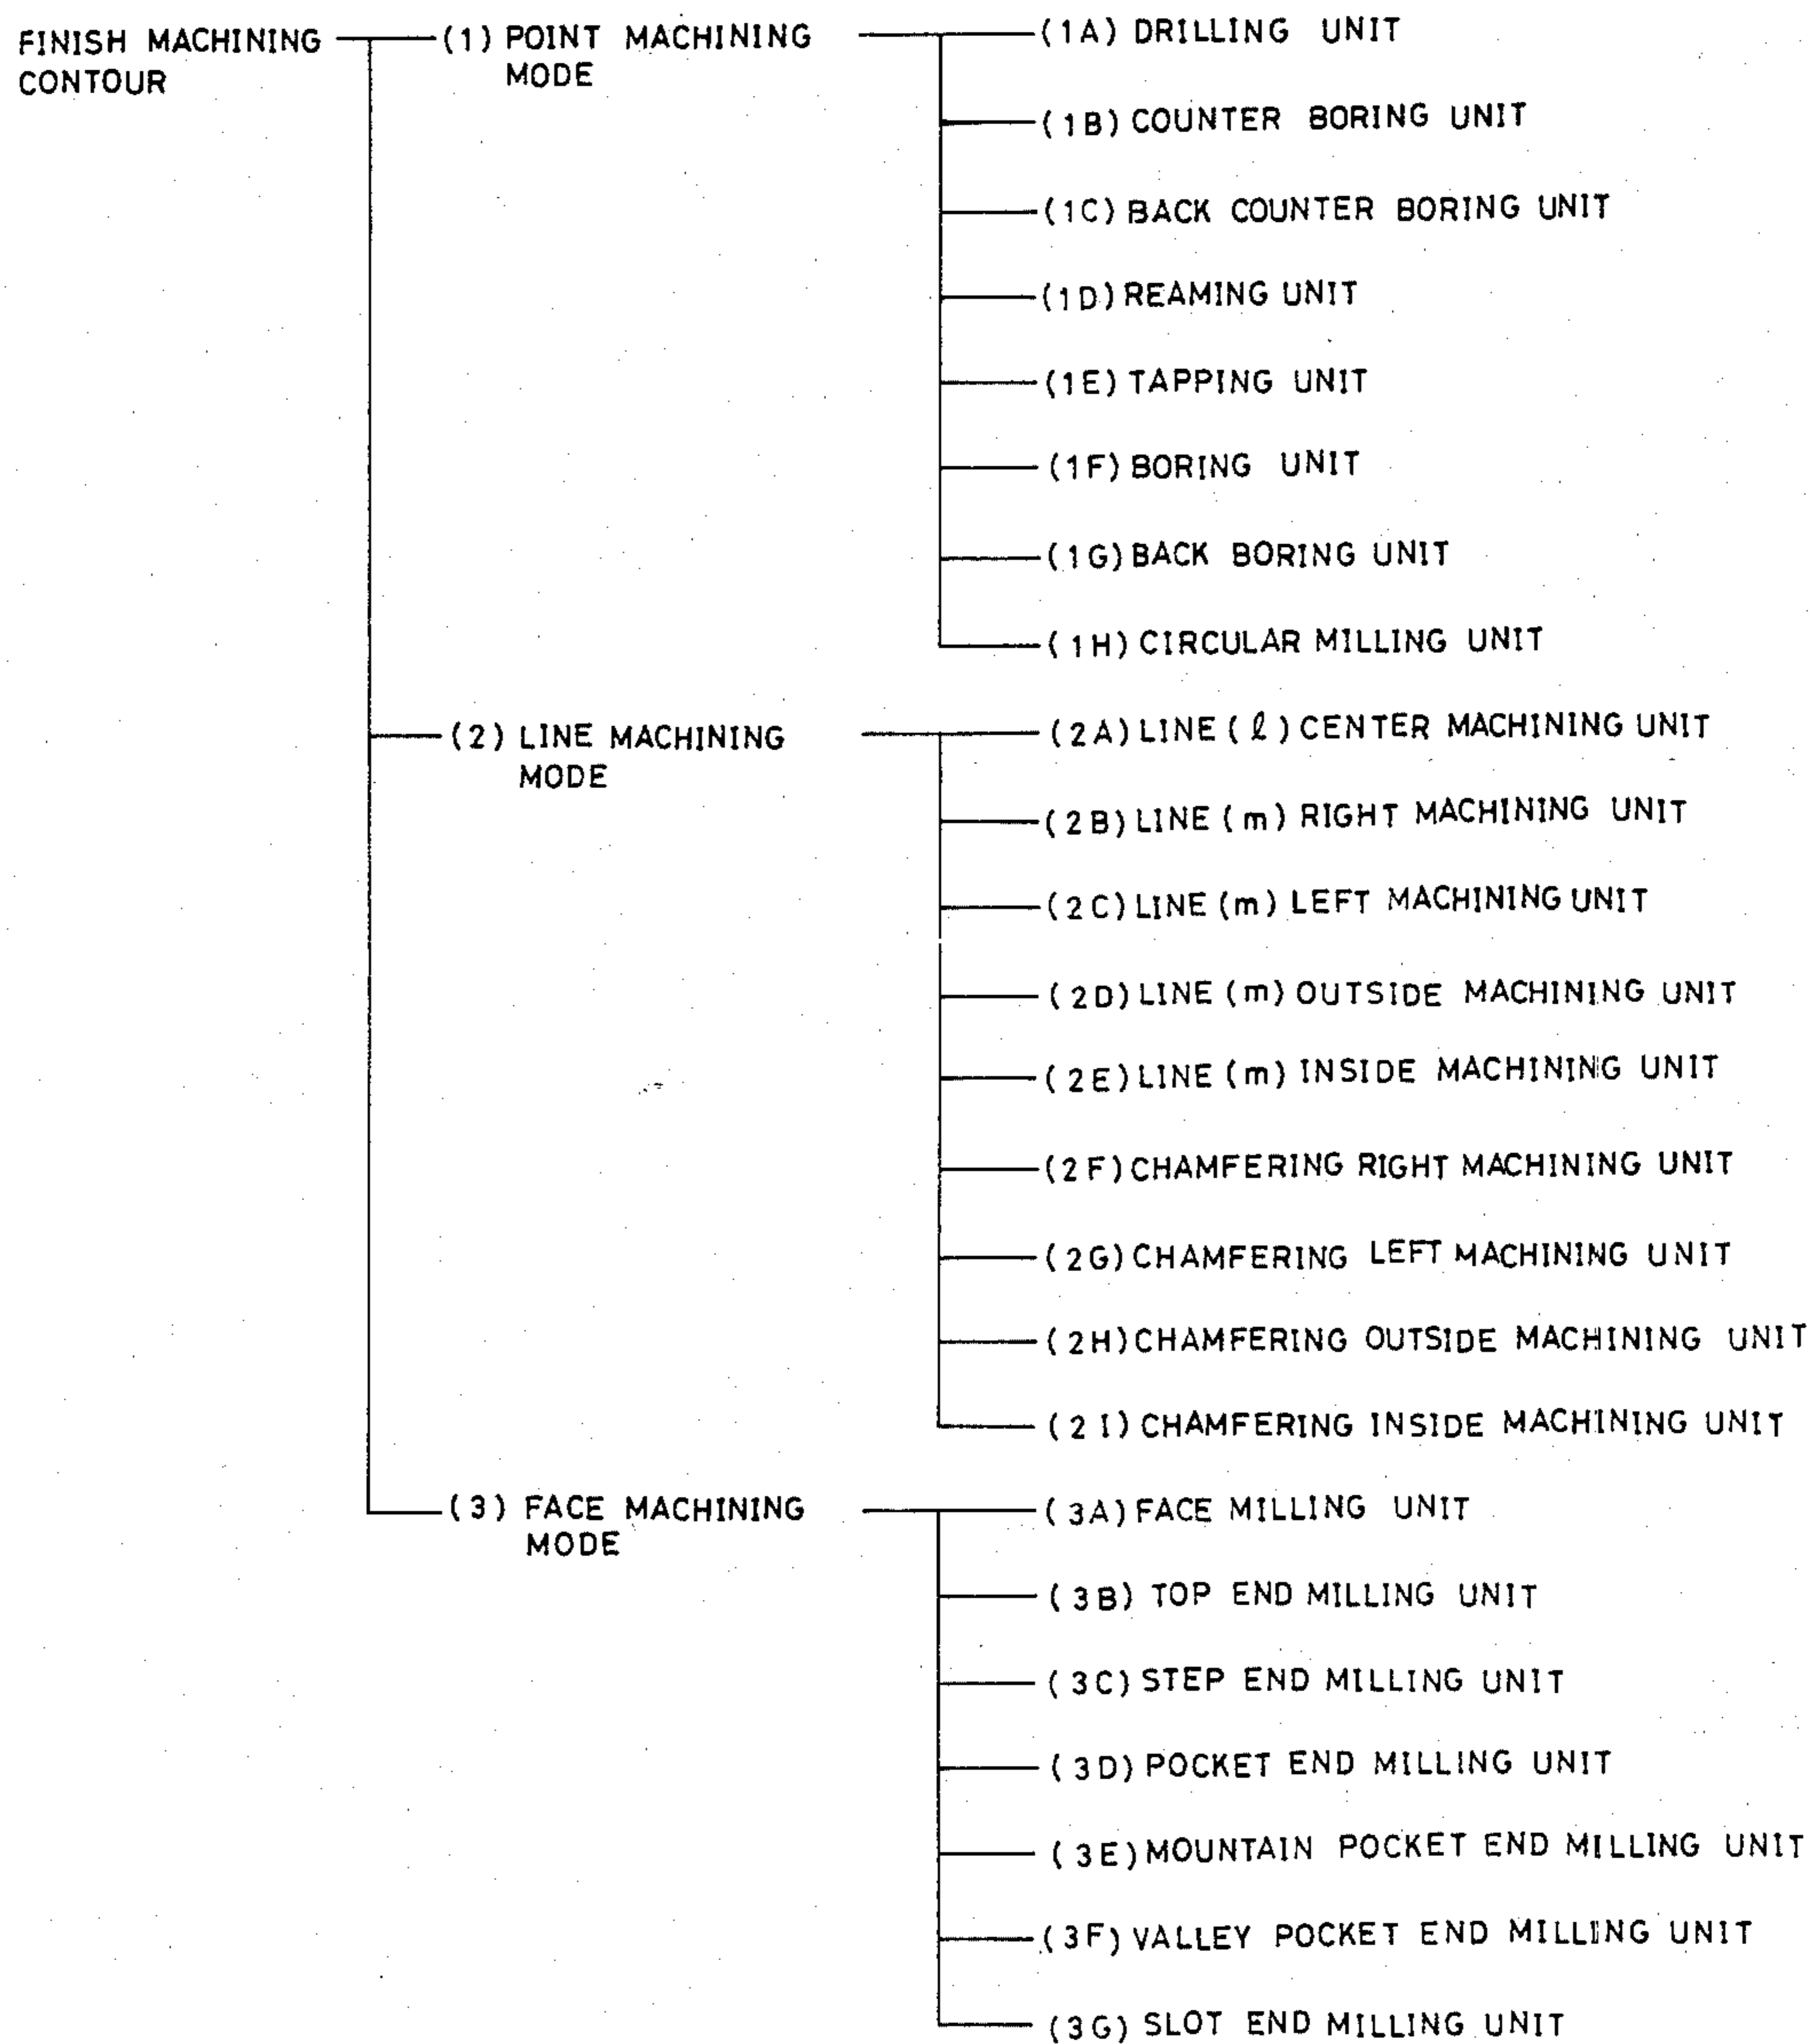 FINISH MACHINING
CONTOUR
(1) POINT MACHINING
MODE
(1A) DRILLING UNIT
(1B) COUNTER BORING UNIT
(1C) BACK COUNTER BORING UNIT
(1D) REAMING UNIT
(1E) TAPPING UNIT
(1F) BORING UNIT
(1G) BACK BORING UNIT
(1H) CIRCULAR MILLING UNIT
(2) LINE MACHINING
MODE
(2A) LINE (ℓ) CENTER MACHINING UNIT
(2B) LINE (m) RIGHT MACHINING UNIT
(2C) LINE (m) LEFT MACHINING UNIT
(2D) LINE (m) OUTSIDE MACHINING UNIT
(2E) LINE (m) INSIDE MACHINING UNIT
(2F) CHAMFERING RIGHT MACHINING UNIT
(2G) CHAMFERING LEFT MACHINING UNIT
(2H) CHAMFERING OUTSIDE MACHINING UNIT
(2I) CHAMFERING INSIDE MACHINING UNIT
(3) FACE MACHINING
MODE
(3A) FACE MILLING UNIT
(3B) TOP END MILLING UNIT
(3C) STEP END MILLING UNIT
(3D) POCKET END MILLING UNIT
(3E) MOUNTAIN POCKET END MILLING UNIT
(3F) VALLEY POCKET END MILLING UNIT
(3G) SLOT END MILLING UNIT